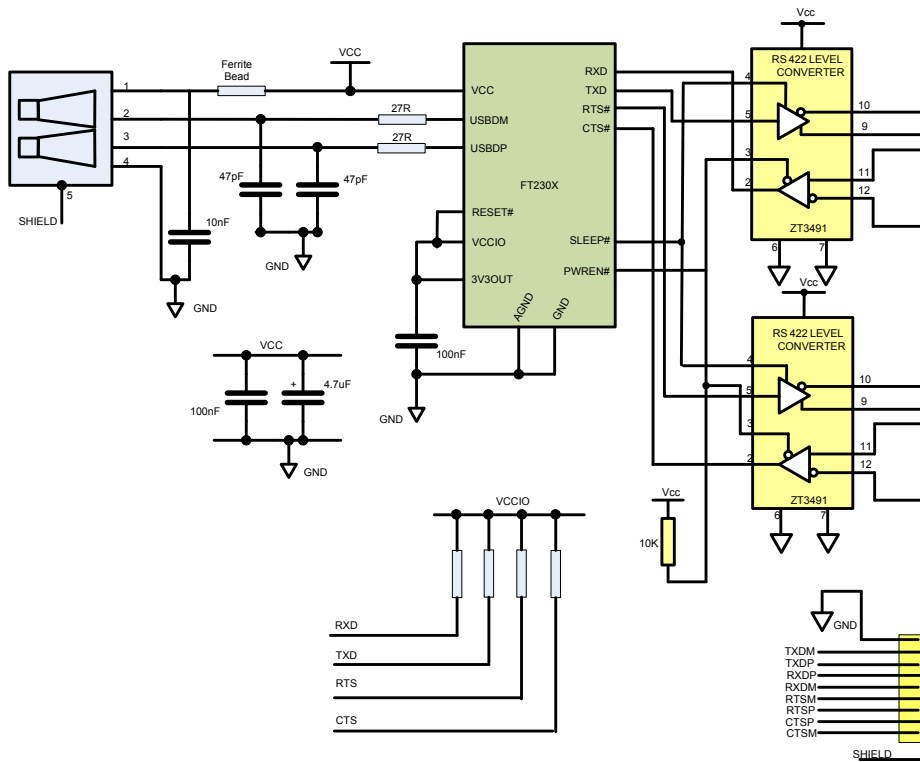 Vcc
RS 422 LEVEL
CONVERTER
4
10
5
9
3
11
2
12
ZT3491
6
7
VCC
Ferrite
Bead
1
2
3
4
5
SHIELD
27R
27R
47pF
47pF
10nF
GND
GND
VCC
USBDM
USBDP
RESET#
VCCIO
3V3OUT
FT230X
RXD
TXD
RTS#
CTS#
SLEEP#
PWREN#
AGND
GND
100nF
GND
VCC
100nF
+
4.7uF
GND
Vcc
RS 422 LEVEL
CONVERTER
4
10
5
9
3
11
2
12
ZT3491
6
7
Vcc
10K
VCCIO
RXD
TXD
RTS
CTS
GND
TXDM
TXDP
RXDP
RXDM
RTSM
RTSP
CTSP
CTSM
SHIELD